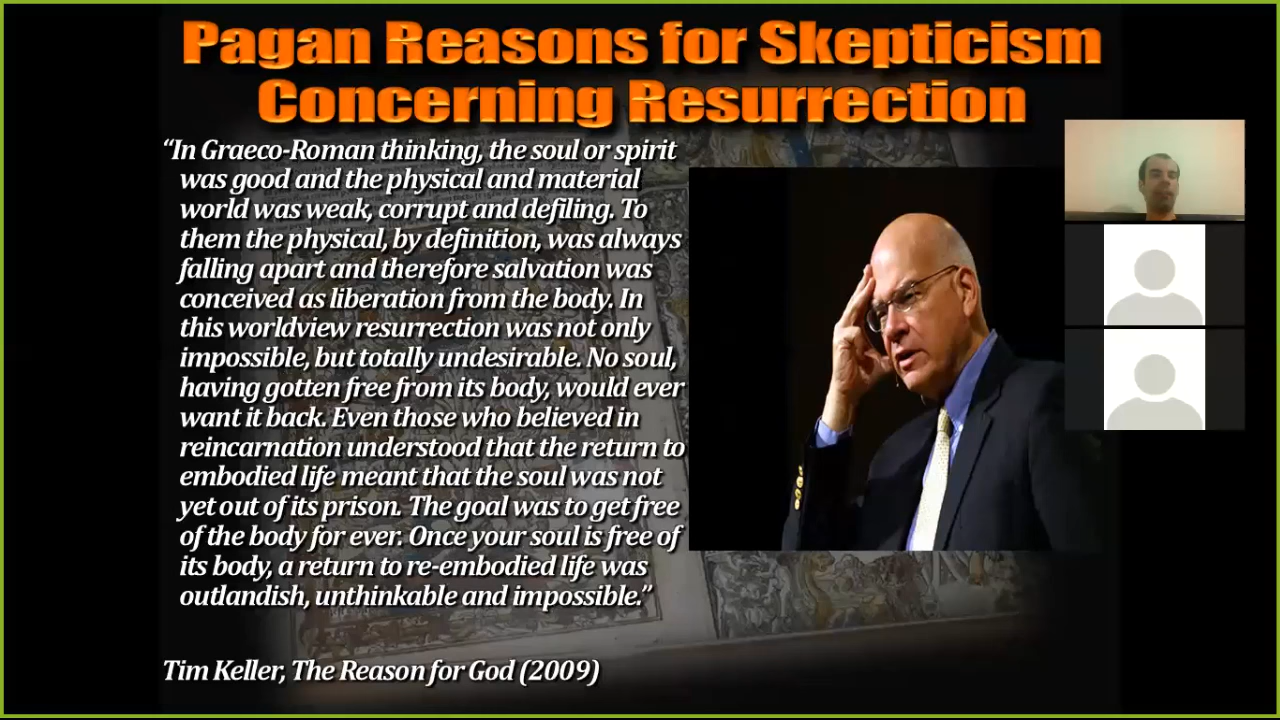 Pagan Reasons for Skepticism
Concerning Resurrection
“In Graeco-Roman thinking, the soul or spirit
was good and the physical and material
world was weak, corrupt and defiling. To
them the physical, by definition, was always
falling apart and therefore salvation was
conceived as liberation from the body. In
this worldview resurrection was not only
impossible, but totally undesirable. No soul,
having gotten free from its body, would ever
want it back. Even those who believed in
reincarnation understood that the return to
embodied life meant that the soul was not
yet out of its prison. The goal was to get free
of the body for ever. Once your soul is free of
its body, a return to re-embodied life was
outlandish, unthinkable and impossible.”
Tim Keller, The Reason for God (2009)